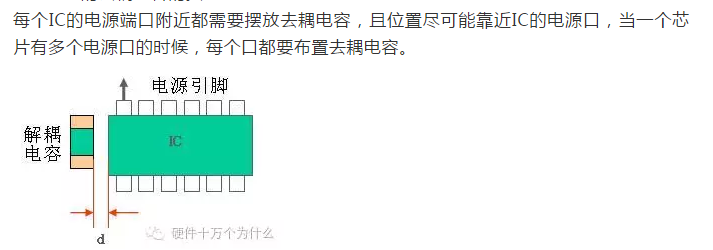 每个IC的电源端口附近都需要摆放去耦电容，且位置尽可能靠近IC的电源口，当一个芯
片有多个电源口的时候，每个口都要布置去耦电容。
电源引脚
解耦
电容
IC
d
硬件十万个为什么